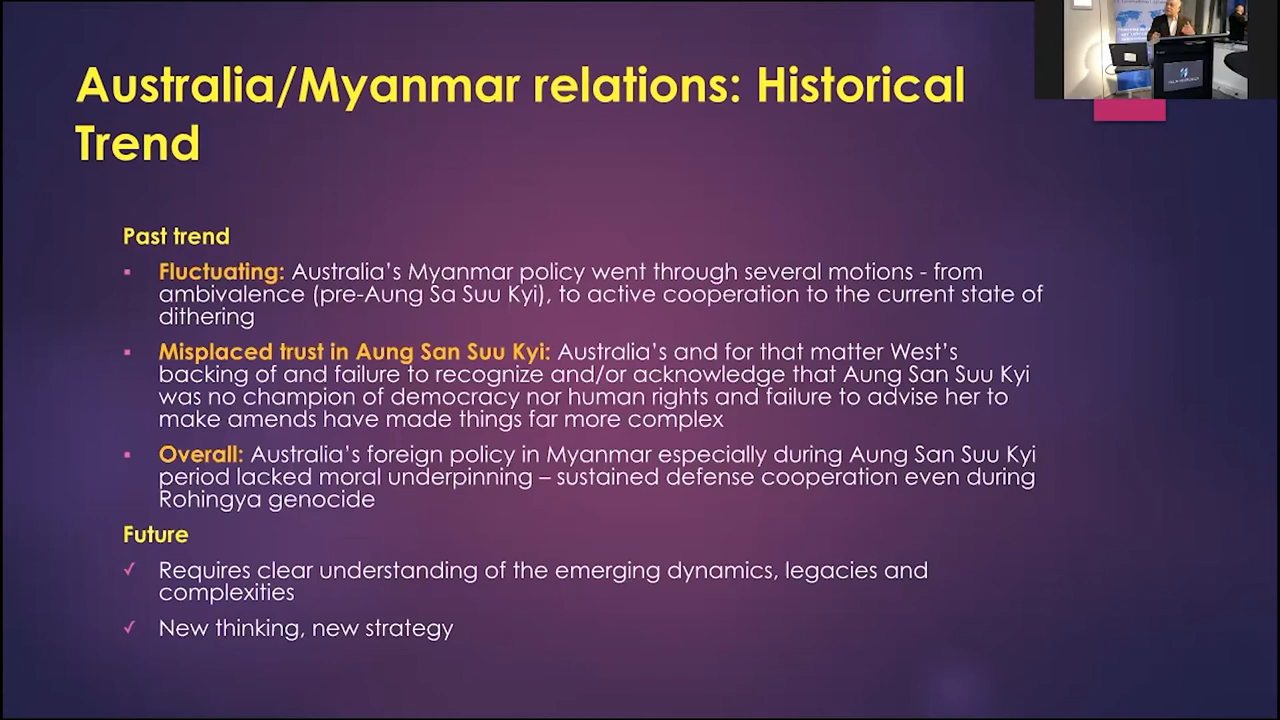 Australia/Myanmar relations: Historical
Trend
Past trend
▪ Fluctuating: Australia's Myanmar policy went through several motions - from
ambivalence (pre-Aung Sa Suu Kyi), to active cooperation to the current state of
dithering
▪ Misplaced trust in Aung San Suu Kyi: Australia's and for that matter West's
backing of and failure to recognize and/or acknowledge that Aung San Suu Kyi
was no champion of democracy nor human rights and failure to advise her to
make amends have made things far more complex
▪ Overall: Australia's foreign policy in Myanmar especially during Aung San Suu Kyi
period lacked moral underpinning – sustained defense cooperation even during
Rohingya genocide
Future
✓ Requires clear understanding of the emerging dynamics, legacies and
complexities
✓ New thinking, new strategy